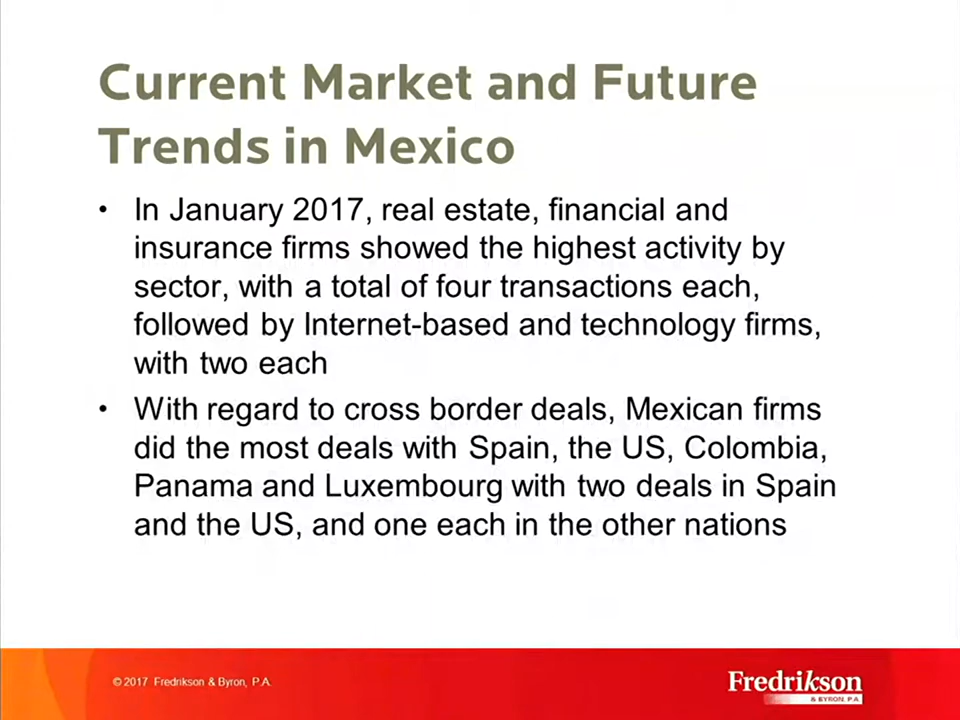 Current Market and Future
Trends in Mexico
• In January 2017, real estate, financial and
insurance firms showed the highest activity by
sector, with a total of four transactions each,
followed by Internet-based and technology firms,
with two each
• With regard to cross border deals, Mexican firms
did the most deals with Spain, the US, Colombia,
Panama and Luxembourg with two deals in Spain
and the US, and one each in the other nations
© 2017 Fredrikson & Byron, P.A.
Fredrikson
& BYRON, P.A.